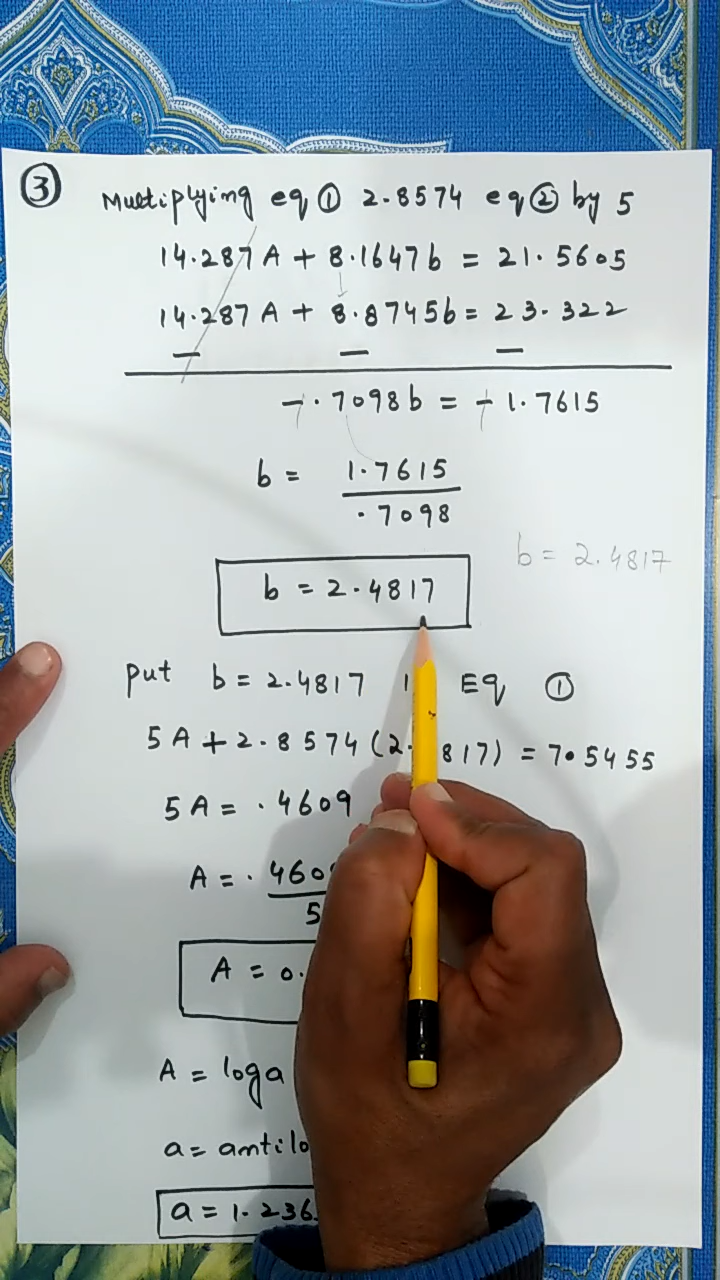 ③ Multiplying eq ① 2.8574 eq ② by 5
14.287A + 8.1647b = 21.5605
14.287A + 8.8745b = 23.322
− − −
−.7098b = −1.7615
b = 1.7615
.7098
b = 2.4817
b = 2.4817
put b = 2.4817 Eq ①
5A + 2.8574(2. 817) = 7.5455
5A = .4609
A = .460
5
A = 0.
A = loga
a = antilo
a = 1.236